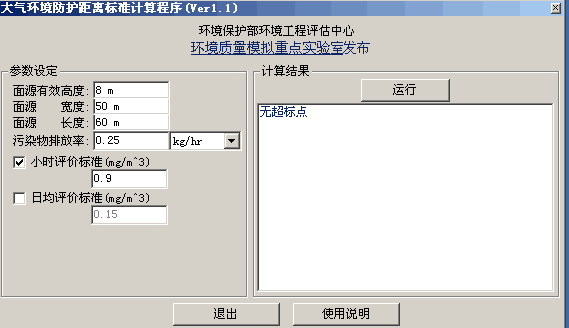 大气环境防护距离标准计算程序(Ver1.1)
环境保护部环境工程评估中心
环境质量模拟重点实验室发布
参数设定
面源有效高度: 8 m
面源 宽度: 50 m
面源 长度: 60 m
污染物排放率: 0.25 kg/hr
小时评价标准(mg/m^3)
0.9
日均评价标准(mg/m^3)
0.15
计算结果
运行
无超标点
退出 使用说明